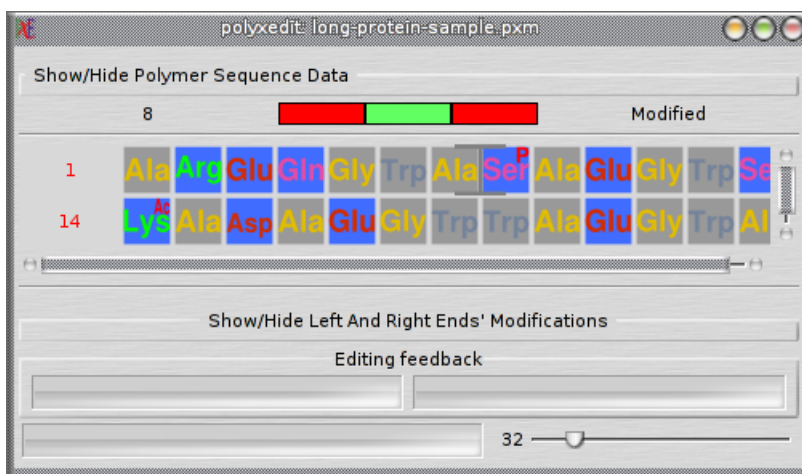 polyxedit: long-protein-sample.pxm
Show/Hide Polymer Sequence Data
8 Modified
1 Ala Arg Glu Gln Gly Trp Ala Ser P Ala Glu Gly Trp Se
14 Lys Ac Ala Asp Ala Glu Gly Trp Trp Ala Glu Gly Trp Al
Show/Hide Left And Right Ends' Modifications
Editing feedback
32